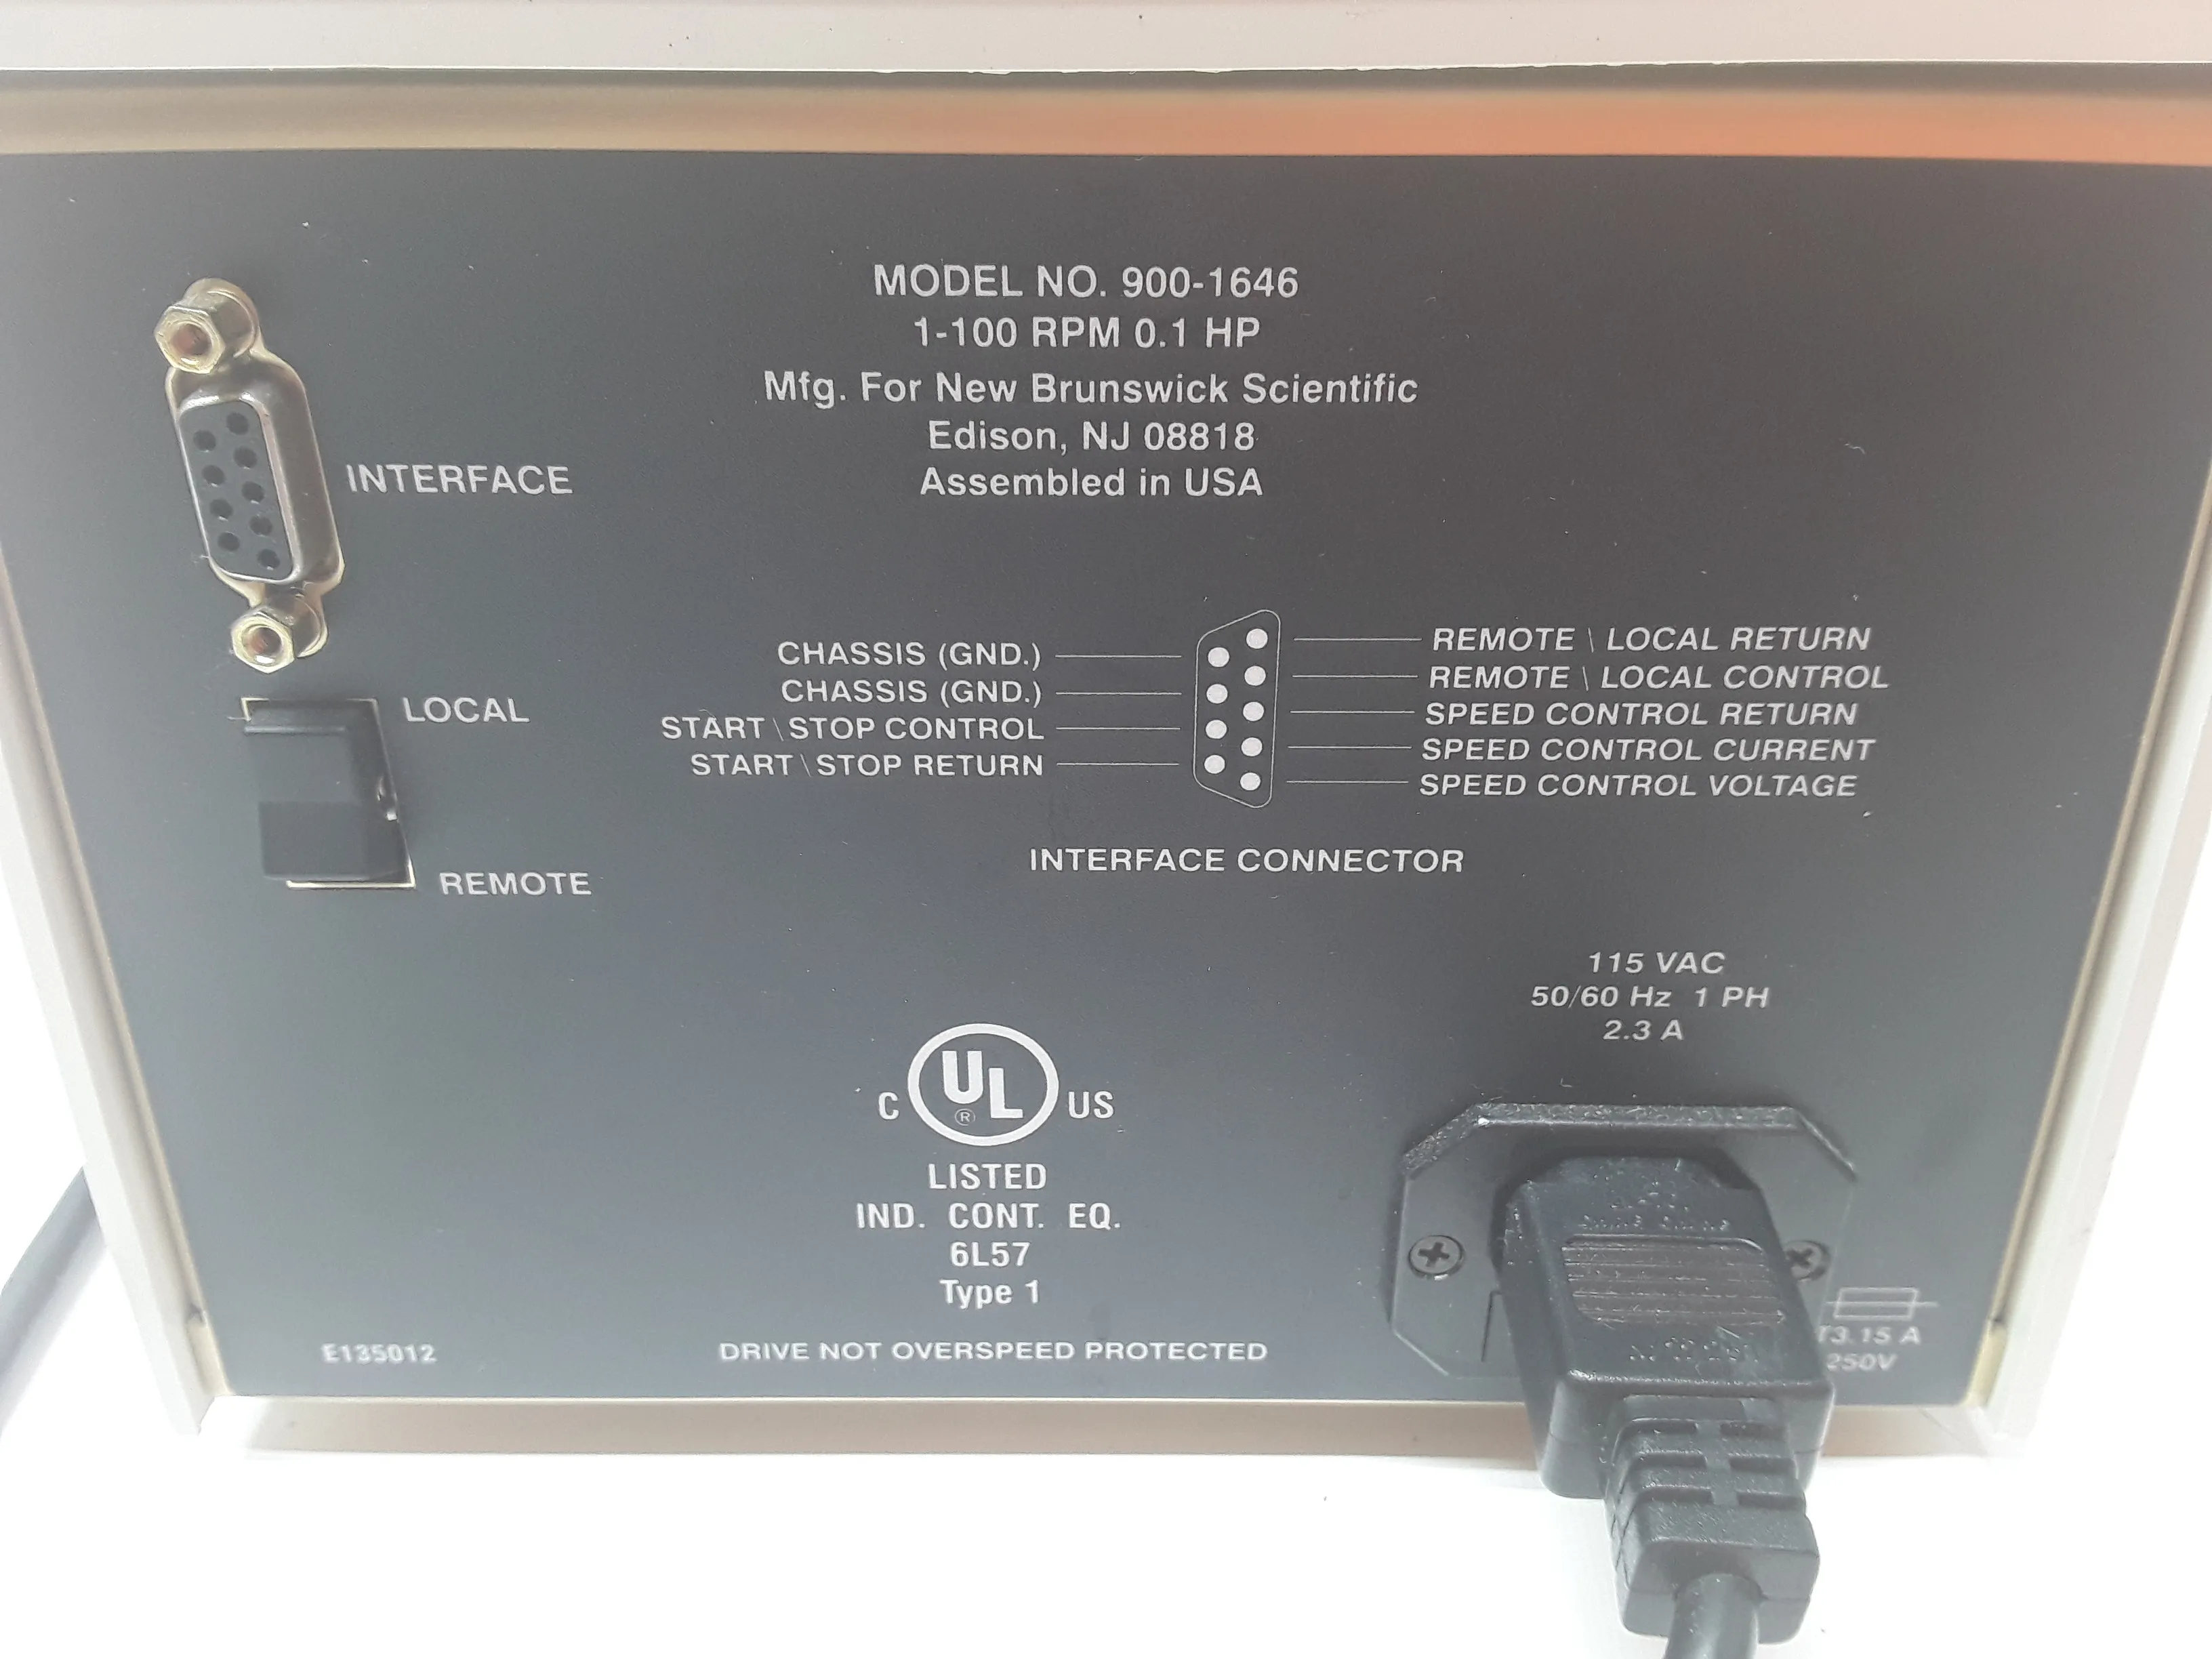 MODEL NO. 900-1646
1-100 RPM 0.1 HP
Mfg. For New Brunswick Scientific
Edison, NJ 08818
Assembled in USA
INTERFACE
LOCAL
REMOTE
CHASSIS (GND.)
CHASSIS (GND.)
START \ STOP CONTROL
START \ STOP RETURN
REMOTE \ LOCAL RETURN
REMOTE \ LOCAL CONTROL
SPEED CONTROL RETURN
SPEED CONTROL CURRENT
SPEED CONTROL VOLTAGE
INTERFACE CONNECTOR
115 VAC
50/60 Hz 1 PH
2.3 A
C UL ® US
LISTED
IND. CONT. EQ.
6L57
Type 1
E135012
DRIVE NOT OVERSPEED PROTECTED
T3.15 A
250V